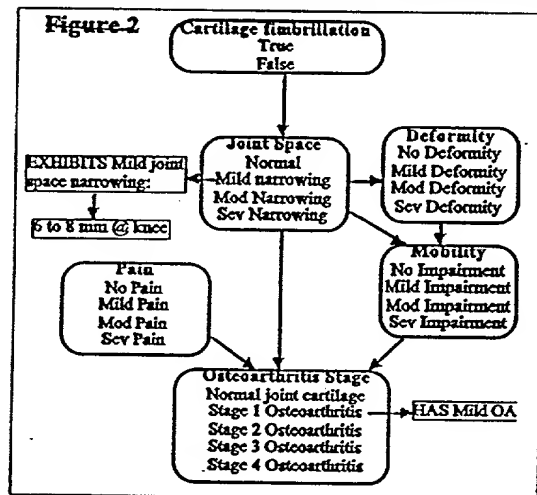 Figure 2
Cartilage fimbrillation
True
False
Joint Space
Normal
Mild narrowing
Mod Narrowing
Sev Narrowing
Deformity
No Deformity
Mild Deformity
Mod Deformity
Sev Deformity
EXHIBITS Mild joint
space narrowing:
6 to 8 mm @ knee
Mobility
No Impairment
Mild Impairment
Mod Impairment
Sev Impairment
Pain
No Pain
Mild Pain
Mod Pain
Sev Pain
Osteoarthritis Stage
Normal joint cartilage
Stage 1 Osteoarthritis
Stage 2 Osteoarthritis
Stage 3 Osteoarthritis
Stage 4 Osteoarthritis
HAS Mild OA